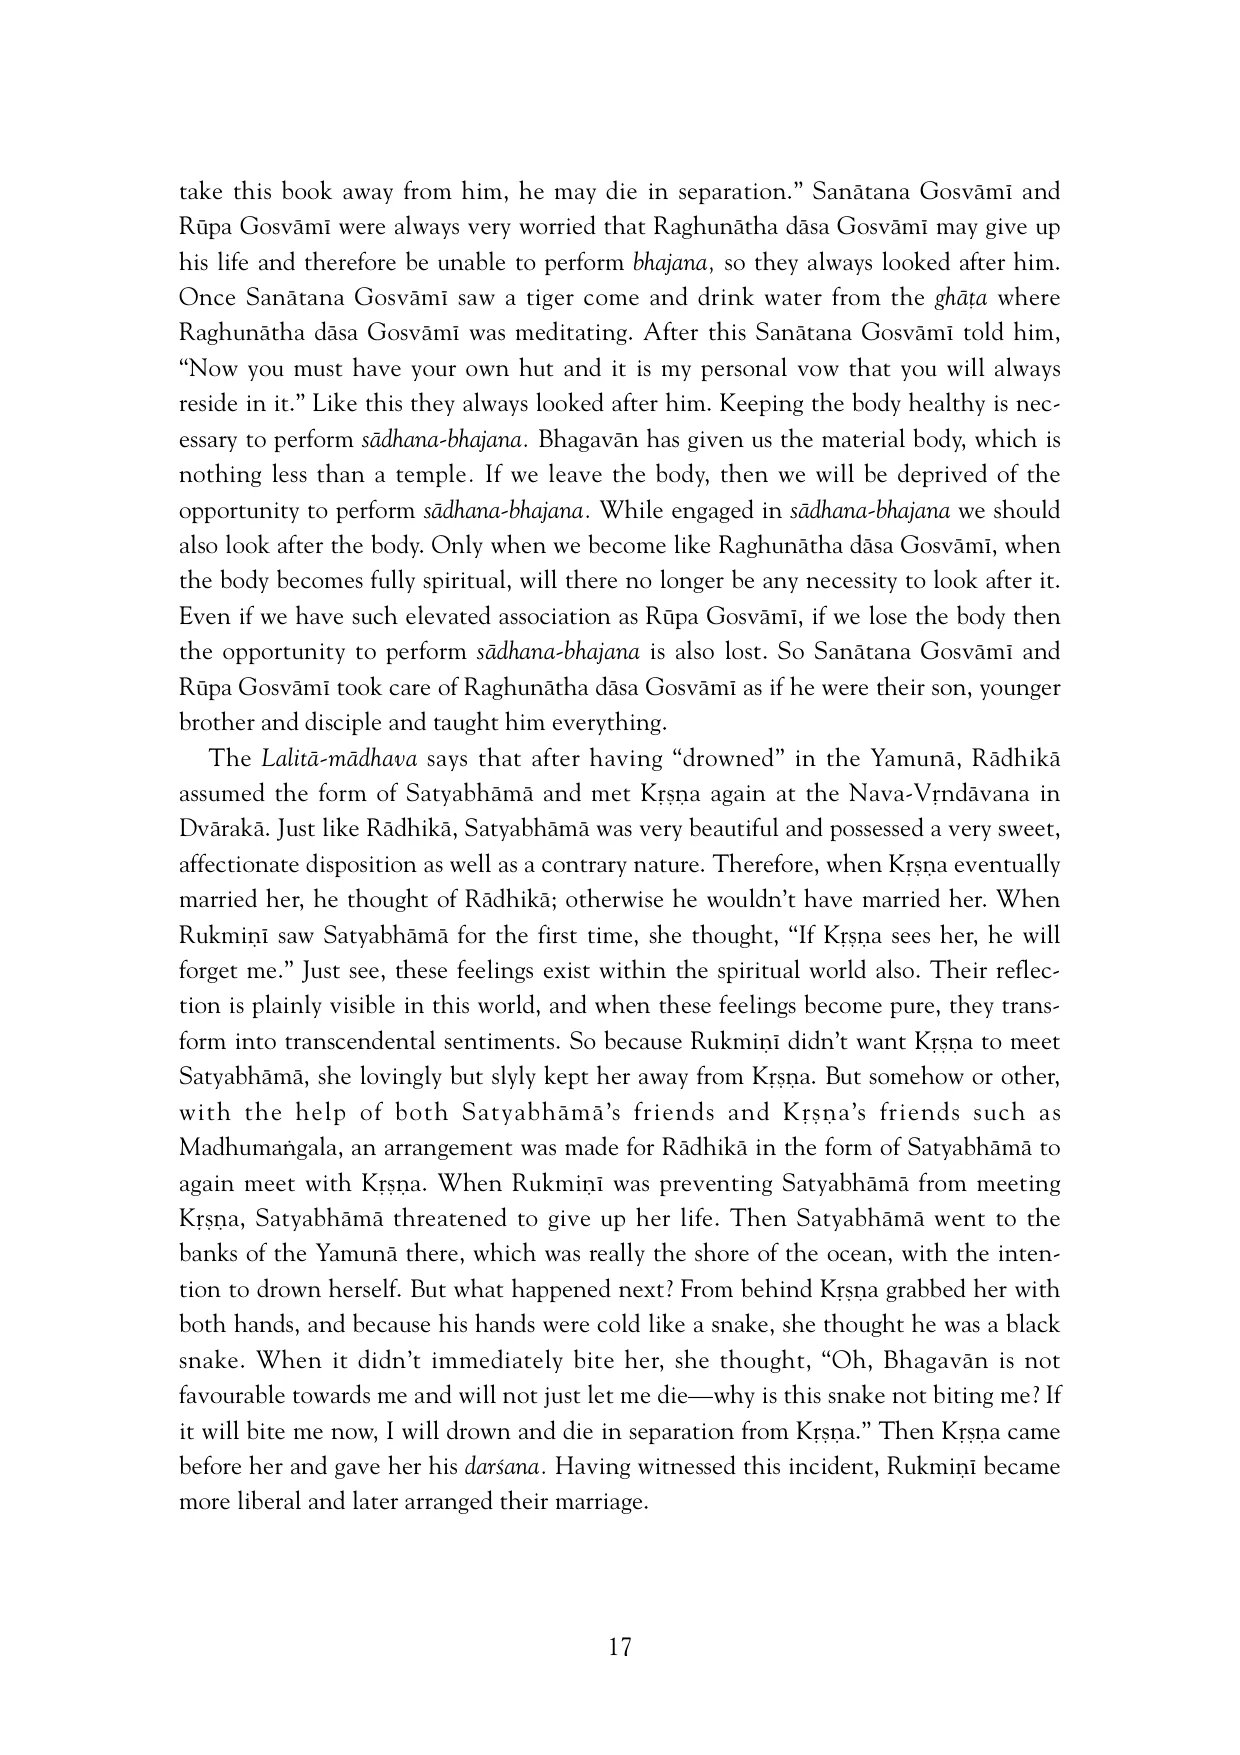 take this book away from him, he may die in separation.” Sanātana Gosvāmī and
Rūpa Gosvāmī were always very worried that Raghunātha dāsa Gosvāmī may give up
his life and therefore be unable to perform bhajana, so they always looked after him.
Once Sanātana Gosvāmī saw a tiger come and drink water from the ghāṭa where
Raghunātha dāsa Gosvāmī was meditating. After this Sanātana Gosvāmī told him,
“Now you must have your own hut and it is my personal vow that you will always
reside in it.” Like this they always looked after him. Keeping the body healthy is nec-
essary to perform sādhana-bhajana. Bhagavān has given us the material body, which is
nothing less than a temple. If we leave the body, then we will be deprived of the
opportunity to perform sādhana-bhajana. While engaged in sādhana-bhajana we should
also look after the body. Only when we become like Raghunātha dāsa Gosvāmī, when
the body becomes fully spiritual, will there no longer be any necessity to look after it.
Even if we have such elevated association as Rūpa Gosvāmī, if we lose the body then
the opportunity to perform sādhana-bhajana is also lost. So Sanātana Gosvāmī and
Rūpa Gosvāmī took care of Raghunātha dāsa Gosvāmī as if he were their son, younger
brother and disciple and taught him everything.
The Lalitā-mādhava says that after having “drowned” in the Yamunā, Rādhikā
assumed the form of Satyabhāmā and met Kṛṣṇa again at the Nava-Vṛndāvana in
Dvārakā. Just like Rādhikā, Satyabhāmā was very beautiful and possessed a very sweet,
affectionate disposition as well as a contrary nature. Therefore, when Kṛṣṇa eventually
married her, he thought of Rādhikā; otherwise he wouldn’t have married her. When
Rukmiṇī saw Satyabhāmā for the first time, she thought, “If Kṛṣṇa sees her, he will
forget me.” Just see, these feelings exist within the spiritual world also. Their reflec-
tion is plainly visible in this world, and when these feelings become pure, they trans-
form into transcendental sentiments. So because Rukmiṇī didn’t want Kṛṣṇa to meet
Satyabhāmā, she lovingly but slyly kept her away from Kṛṣṇa. But somehow or other,
with the help of both Satyabhāmā’s friends and Kṛṣṇa’s friends such as
Madhumaṅgala, an arrangement was made for Rādhikā in the form of Satyabhāmā to
again meet with Kṛṣṇa. When Rukmiṇī was preventing Satyabhāmā from meeting
Kṛṣṇa, Satyabhāmā threatened to give up her life. Then Satyabhāmā went to the
banks of the Yamunā there, which was really the shore of the ocean, with the inten-
tion to drown herself. But what happened next? From behind Kṛṣṇa grabbed her with
both hands, and because his hands were cold like a snake, she thought he was a black
snake. When it didn’t immediately bite her, she thought, “Oh, Bhagavān is not
favourable towards me and will not just let me die—why is this snake not biting me? If
it will bite me now, I will drown and die in separation from Kṛṣṇa.” Then Kṛṣṇa came
before her and gave her his darśana. Having witnessed this incident, Rukmiṇī became
more liberal and later arranged their marriage.
17